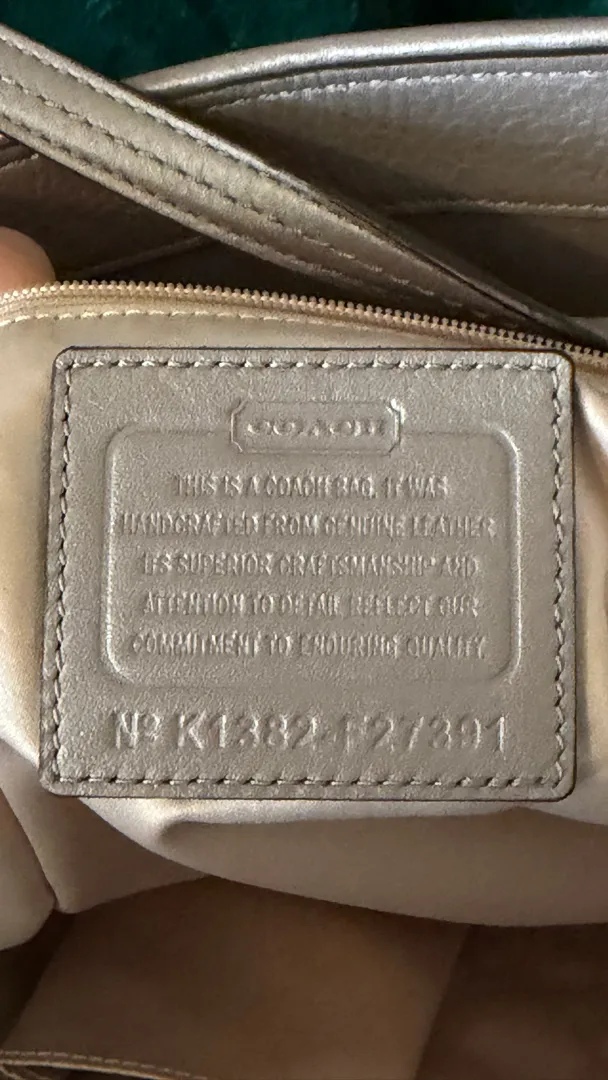 COACH
THIS IS A COACH BAG. IT WAS
HANDCRAFTED FROM GENUINE LEATHER
ITS SUPERIOR CRAFTSMANSHIP AND
ATTENTION TO DETAIL REFLECT OUR
COMMITMENT TO ENDURING QUALITY.
Nº K1382-F27391